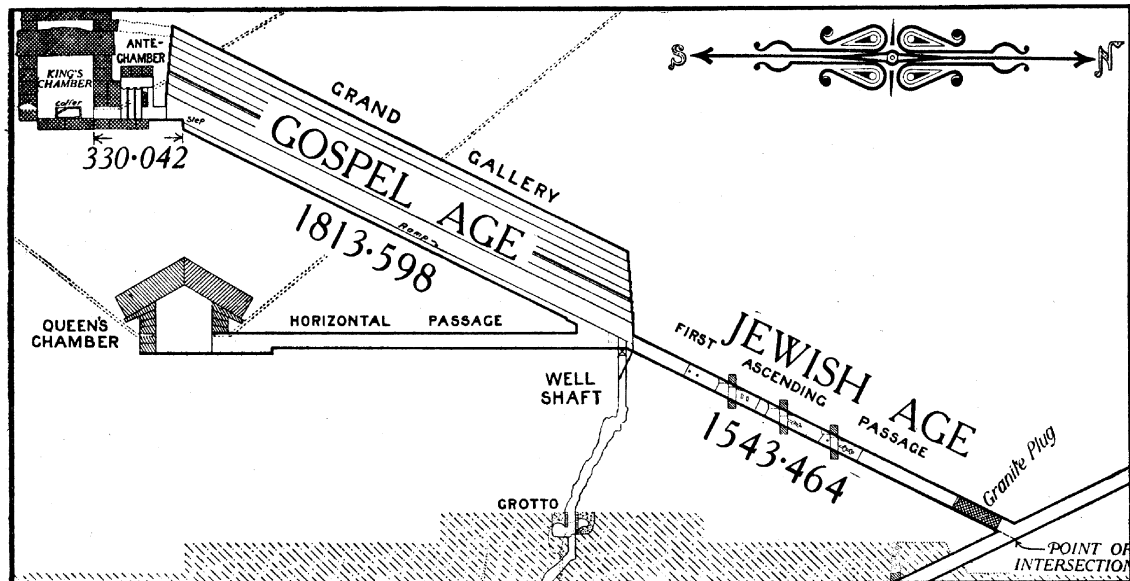 ANTE-
CHAMBER
KING'S
CHAMBER
Coffer
Step
330·042
S
N
GRAND
GALLERY
GOSPEL AGE
Ramp
1813·598
QUEEN'S
CHAMBER
HORIZONTAL PASSAGE
WELL
SHAFT
JEWISH AGE
FIRST
ASCENDING
PASSAGE
1543·464
Granite Plug
GROTTO
POINT OF
INTERSECTION